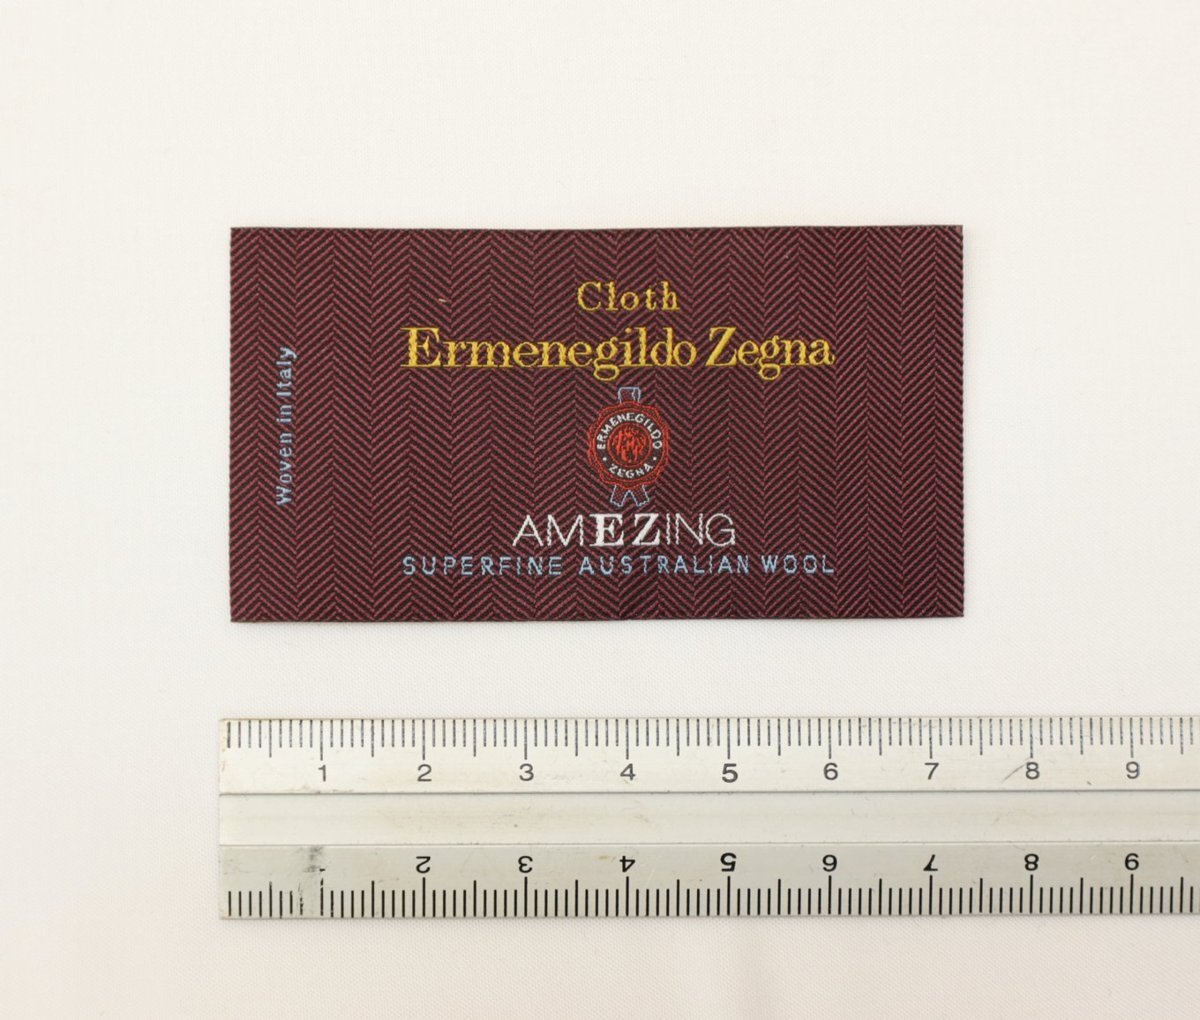 Cloth
Ermenegildo Zegna
Woven in Italy
ERMENEGILDO
• ZEGNA •
AMEZING
SUPERFINE AUSTRALIAN WOOL
1 2 3 4 5 6 7 8 9
2 3 4 5 6 7 8 9